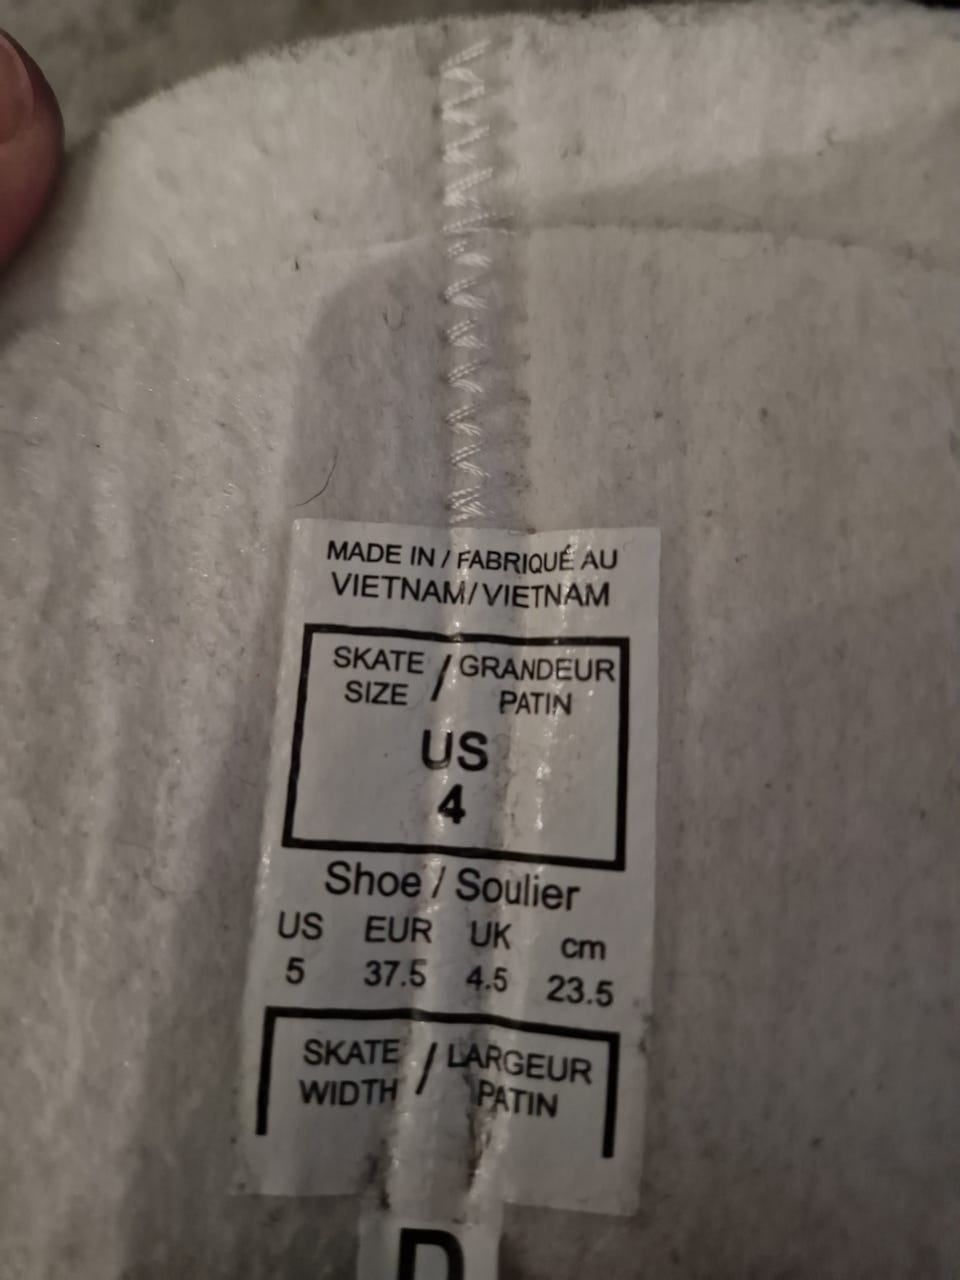 MADE IN / FABRIQUÉ AU
VIETNAM / VIETNAM
SKATE / GRANDEUR
SIZE PATIN
US
4
Shoe / Soulier
US EUR UK cm
5 37.5 4.5 23.5
SKATE / LARGEUR
WIDTH PATIN
D